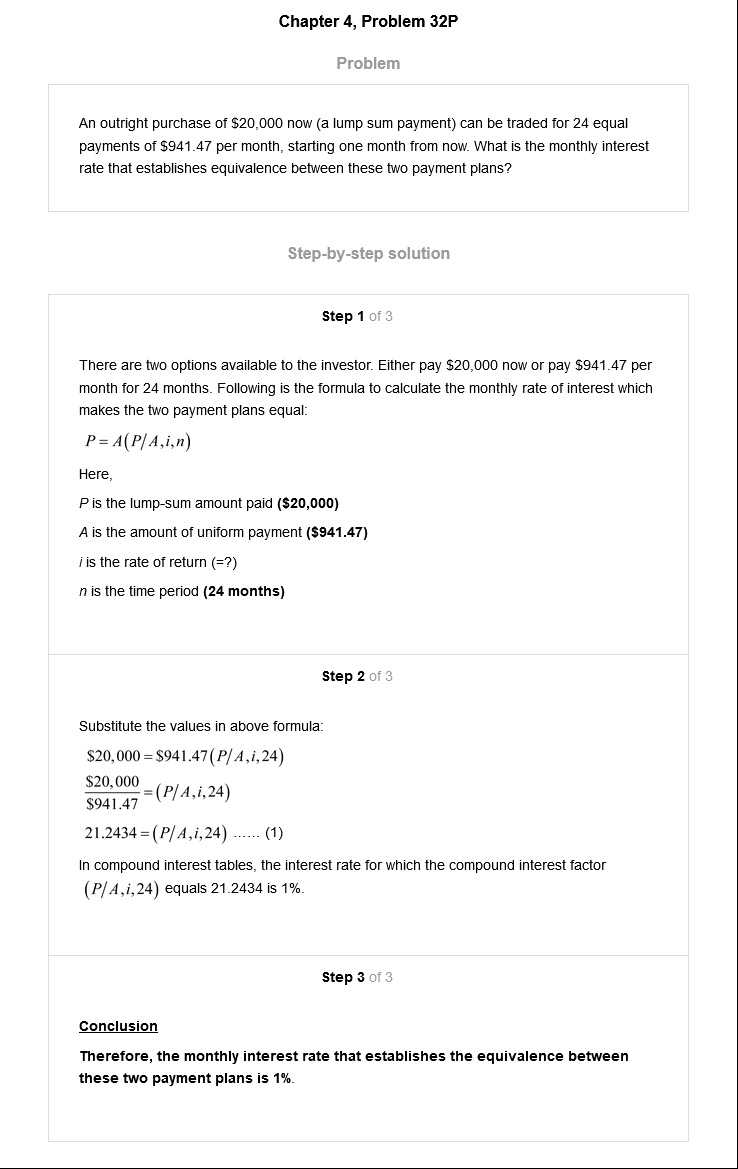 Chapter 4, Problem 32P
Problem
An outright purchase of $20,000 now (a lump sum payment) can be traded for 24 equal
payments of $941.47 per month, starting one month from now. What is the monthly interest
rate that establishes equivalence between these two payment plans?
Step-by-step solution
Step 1 of 3
There are two options available to the investor. Either pay $20,000 now or pay $941.47 per
month for 24 months. Following is the formula to calculate the monthly rate of interest which
makes the two payment plans equal:
P = A(P/A,i,n)
Here,
P is the lump-sum amount paid ($20,000)
A is the amount of uniform payment ($941.47)
i is the rate of return (=?)
n is the time period (24 months)
Step 2 of 3
Substitute the values in above formula:
$20,000 = $941.47(P/A,i,24)
$20,000
$941.47
= (P/A,i,24)
21.2434 = (P/A,i,24) …… (1)
In compound interest tables, the interest rate for which the compound interest factor
(P/A,i,24) equals 21.2434 is 1%.
Step 3 of 3
Conclusion
Therefore, the monthly interest rate that establishes the equivalence between
these two payment plans is 1%.